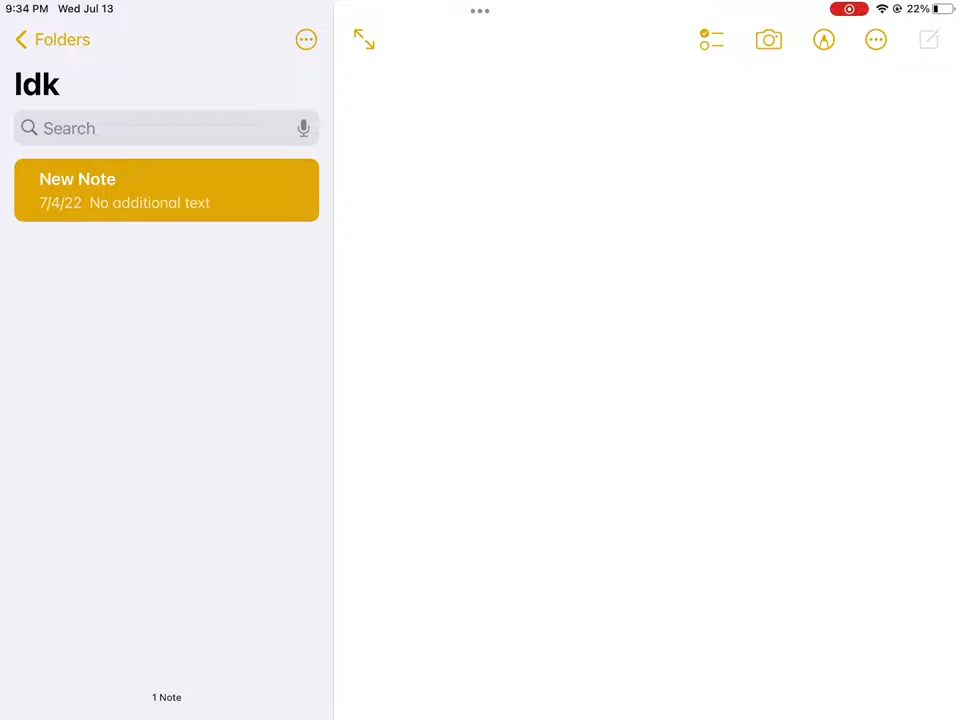 9:34 PM Wed Jul 13
22%
Folders
Idk
Search
New Note
7/4/22 No additional text
1 Note